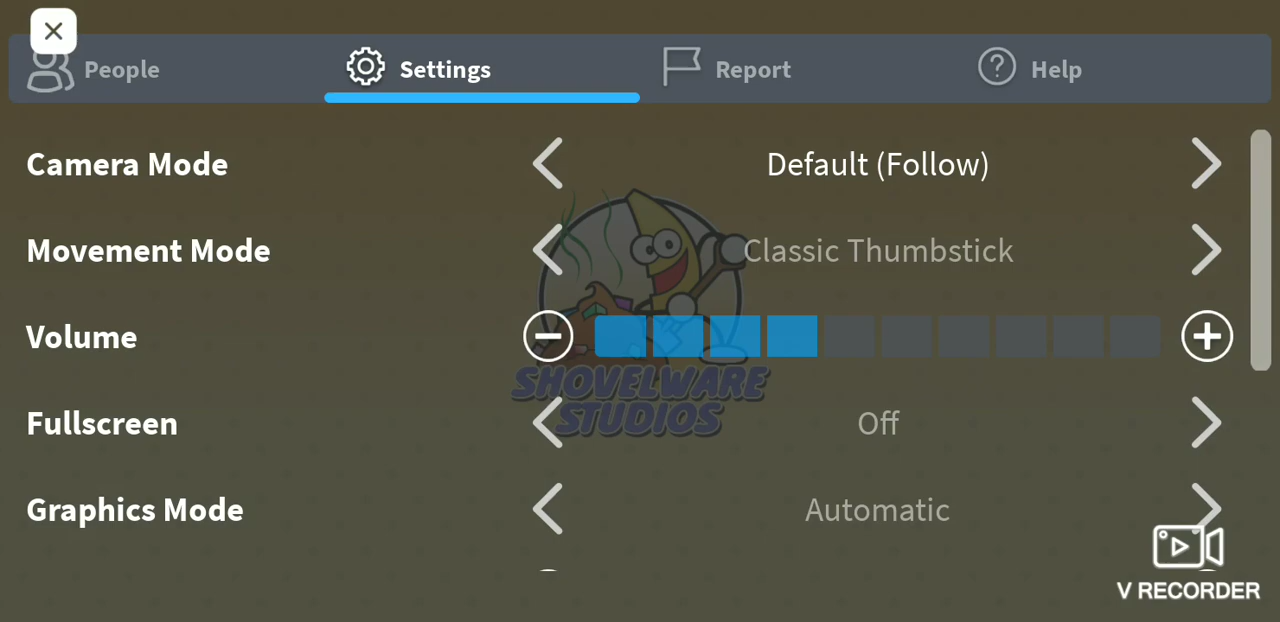 People
Settings
Report
Help
Camera Mode
Default (Follow)
Movement Mode
Classic Thumbstick
Volume
SHOVELWARE
STUDIOS
Fullscreen
Off
Graphics Mode
Automatic
V RECORDER